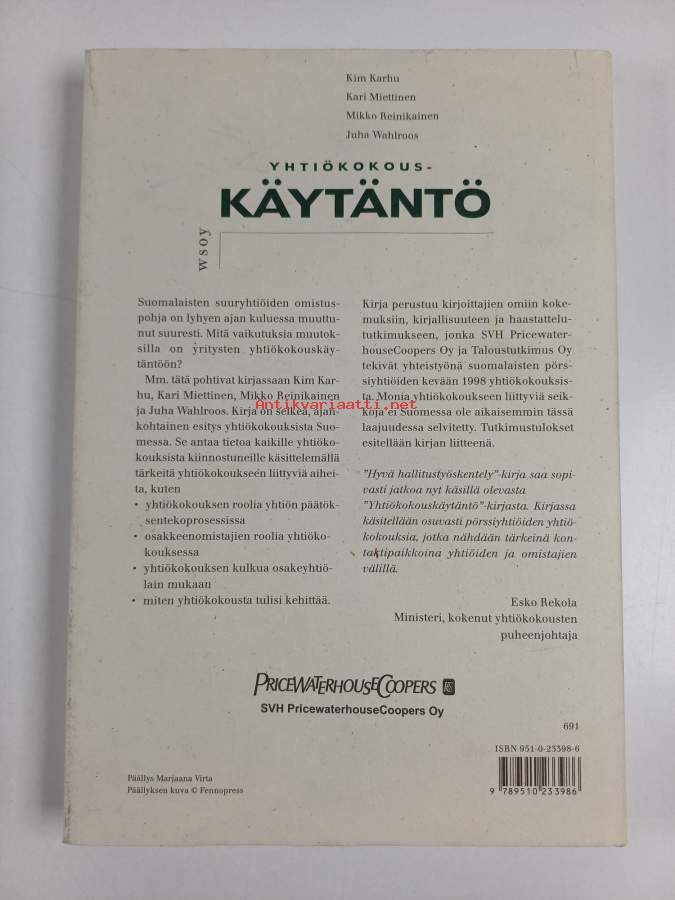 Kim Karhu
Kari Miettinen
Mikko Reinikainen
Juha Wahlroos
YHTIÖKOKOUS-
KÄYTÄNTÖ
wsoy
Suomalaisten suuryhtiöiden omistus-
pohja on lyhyen ajan kuluessa muuttu-
nut suuresti. Mitä vaikutuksia muutok-
silla on yritysten yhtiökokouskäy-
täntöön?
Mm. tätä pohtivat kirjassaan Kim Kar-
hu, Kari Miettinen, Mikko Reinikainen
ja Juha Wahlroos. Kirja on selkeä, ajan-
kohtainen esitys yhtiökokouksista Suo-
messa. Se antaa tietoa kaikille yhtiöko-
kouksista kiinnostuneille käsittelemällä
tärkeitä yhtiökokoukseen liittyviä aihei-
ta, kuten
• yhtiökokouksen roolia yhtiön päätök-
sentekoprosessissa
• osakkeenomistajien roolia yhtiöko-
kouksessa
• yhtiökokouksen kulkua osakeyhtiö-
lain mukaan
• miten yhtiökokousta tulisi kehittää.
Kirja perustuu kirjoittajien omiin koke-
muksiin, kirjallisuuteen ja haastattelu-
tutkimukseen, jonka SVH Pricewater-
houseCoopers Oy ja Taloustutkimus Oy
tekivät yhteistyönä suomalaisten pörs-
siyhtiöiden kevään 1998 yhtiökokouksis-
ta. Monia yhtiökokoukseen liittyviä seik-
koja ei Suomessa ole aikaisemmin tässä
laajuudessa selvitetty. Tutkimustulokset
esitellään kirjan liitteenä.
"Hyvä hallitustyöskentely"-kirja saa sopi-
vasti jatkoa nyt käsillä olevasta
"Yhtiökokouskäytäntö"-kirjasta. Kirjassa
käsitellään osuvasti pörssiyhtiöiden yhtiö-
kokouksia, jotka nähdään tärkeinä kon-
taktipaikkoina yhtiöiden ja omistajien
välillä.
Esko Rekola
Ministeri, kokenut yhtiökokousten
puheenjohtaja
Antikvariaatti.net
PRICEWATERHOUSECOOPERS
SVH PricewaterhouseCoopers Oy
691
ISBN 951-0-23398-6
9 789510 233986
Päällys Marjaana Virta
Päällyksen kuva © Fennopress